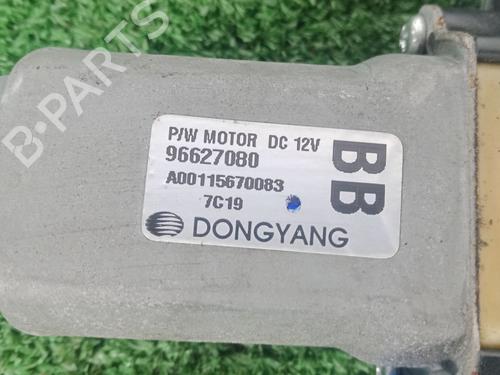 P/W MOTOR DC 12V
96627080
A00115670083
7C19
BB
DONGYANG
B-Parts